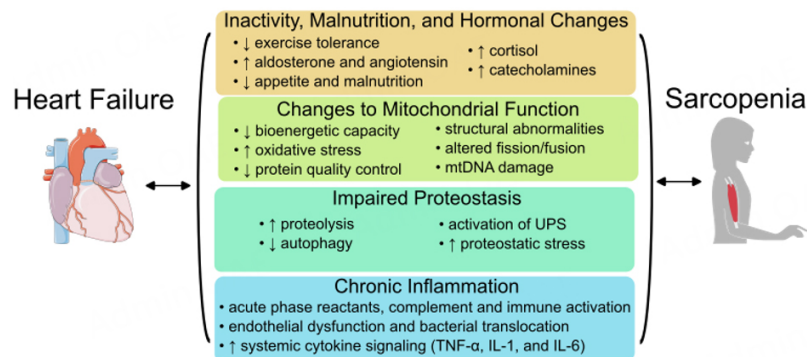 Inactivity, Malnutrition, and Hormonal Changes
• ↓ exercise tolerance
• ↑ aldosterone and angiotensin
• ↓ appetite and malnutrition
• ↑ cortisol
• ↑ catecholamines
Heart Failure
Changes to Mitochondrial Function
• ↓ bioenergetic capacity
• ↑ oxidative stress
• ↓ protein quality control
• structural abnormalities
• altered fission/fusion
• mtDNA damage
Sarcopenia
Impaired Proteostasis
• ↑ proteolysis
• ↓ autophagy
• activation of UPS
• ↑ proteostatic stress
Chronic Inflammation
• acute phase reactants, complement and immune activation
• endothelial dysfunction and bacterial translocation
• ↑ systemic cytokine signaling (TNF-α, IL-1, and IL-6)